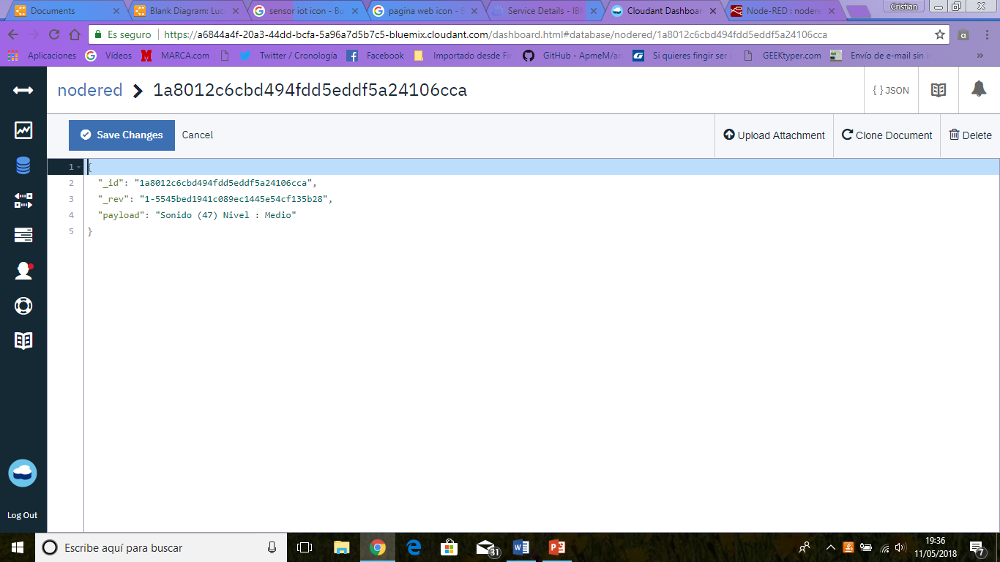 Documents
Blank Diagram: Luc
sensor iot icon - Bu
pagina web icon - B
Service Details - IBM
Cloudant Dashboar
Node-RED : nodere
Cristian
Es seguro
https://a6844a4f-20a3-44dd-bcfa-5a96a7d5b7c5-bluemix.cloudant.com/dashboard.html#database/nodered/1a8012c6cbd494fdd5eddf5a24106cca
a
Aplicaciones
Vídeos
MARCA.com
Twitter / Cronología
Facebook
Importado desde Fir
GitHub - ApmeM/an
Si quieres fingir ser u
GEEKtyper.com
Envío de e-mail sin i
»
nodered
1a8012c6cbd494fdd5eddf5a24106cca
{ } JSON
Save Changes
Cancel
Upload Attachment
Clone Document
Delete
1 {
2 "_id": "1a8012c6cbd494fdd5eddf5a24106cca",
3 "_rev": "1-5545bed1941c089ec1445e54cf135b28",
4 "payload": "Sonido (47) Nivel : Medio"
5 }
Log Out
Escribe aquí para buscar
31
19:36
11/05/2018
7